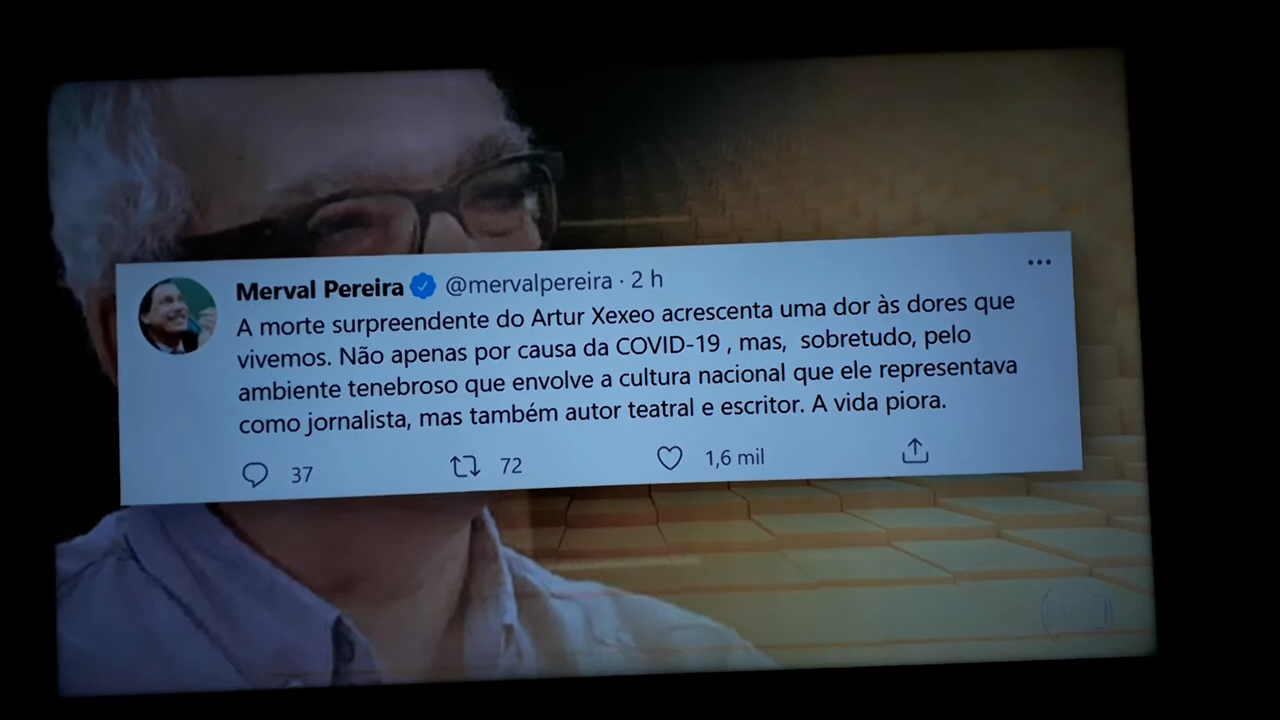 Merval Pereira @mervalpereira · 2 h
A morte surpreendente do Artur Xexeo acrescenta uma dor às dores que
vivemos. Não apenas por causa da COVID-19 , mas, sobretudo, pelo
ambiente tenebroso que envolve a cultura nacional que ele representava
como jornalista, mas também autor teatral e escritor. A vida piora.
37 72 1,6 mil